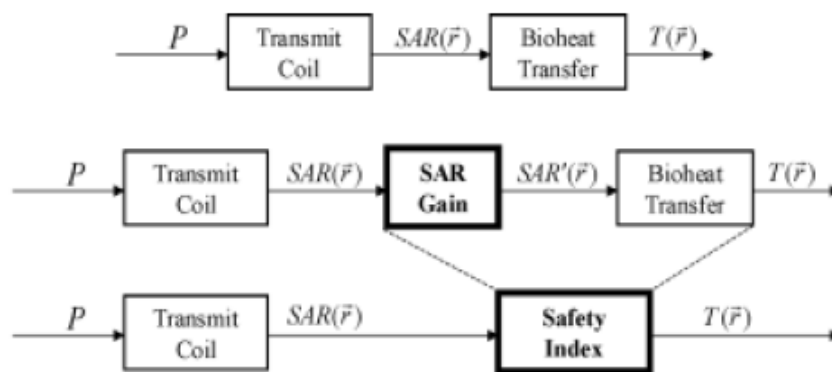 P Transmit Coil SAR(r⃗) Bioheat Transfer T(r⃗)
P Transmit Coil SAR(r⃗) SAR Gain SAR'(r⃗) Bioheat Transfer T(r⃗)
P Transmit Coil SAR(r⃗) Safety Index T(r⃗)